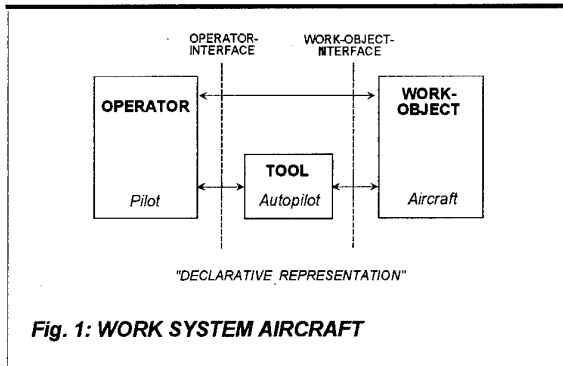 OPERATOR-
INTERFACE
WORK-OBJECT-
INTERFACE
OPERATOR
WORK-
OBJECT
TOOL
Pilot
Autopilot
Aircraft
"DECLARATIVE REPRESENTATION"
Fig. 1: WORK SYSTEM AIRCRAFT